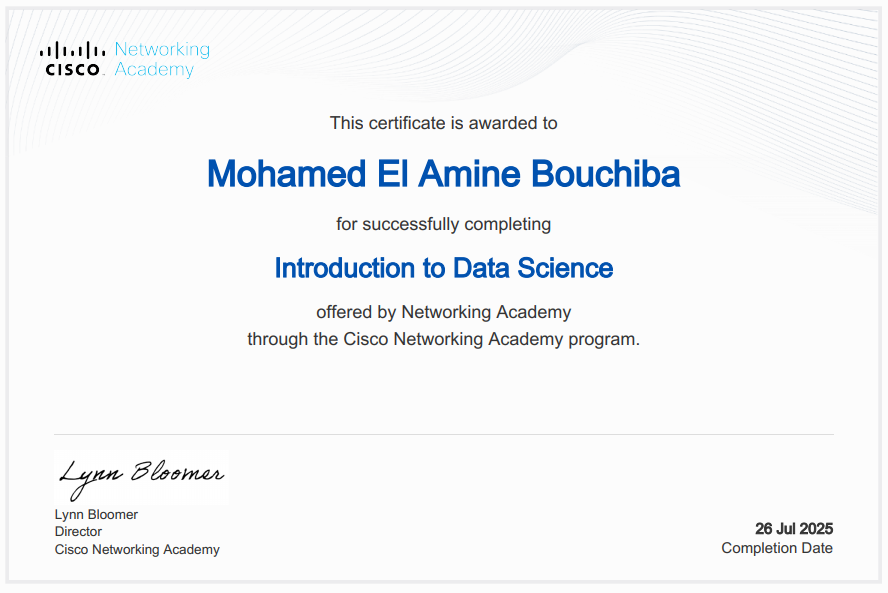 Networking
CISCO Academy
This certificate is awarded to
Mohamed El Amine Bouchiba
for successfully completing
Introduction to Data Science
offered by Networking Academy
through the Cisco Networking Academy program.
Lynn Bloomer
Lynn Bloomer
Director
Cisco Networking Academy
26 Jul 2025
Completion Date